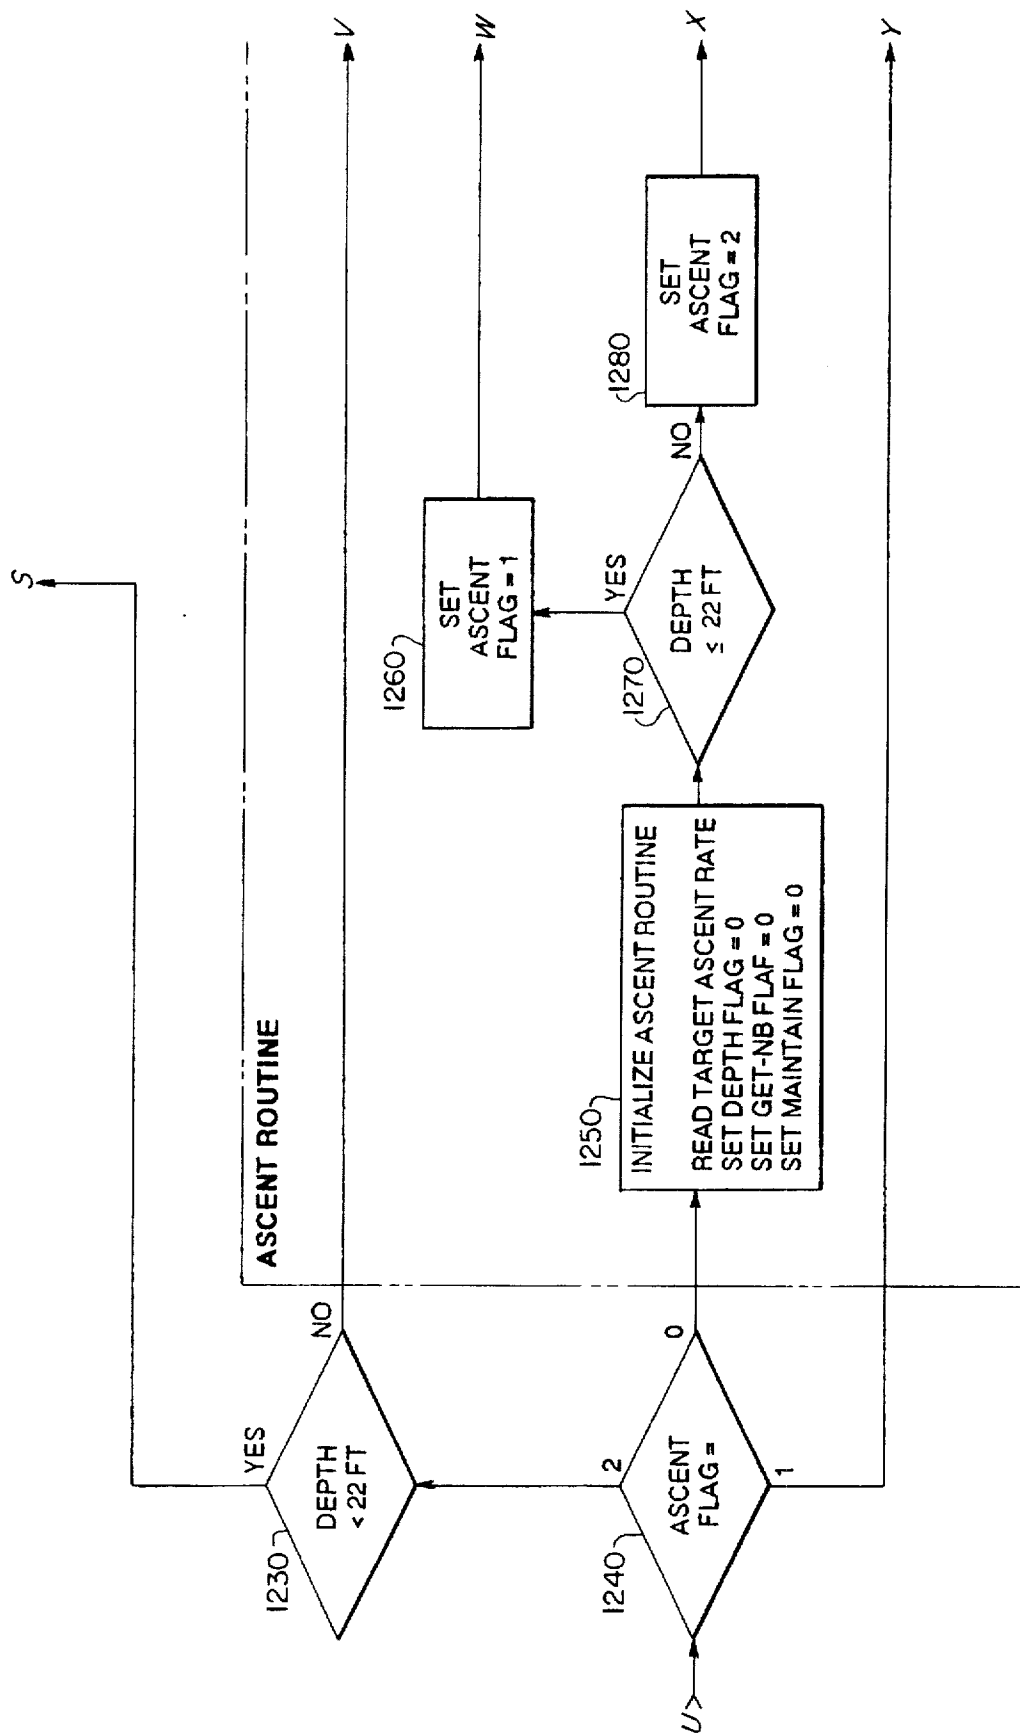 S
ASCENT ROUTINE
YES
1230
DEPTH
< 22 FT
NO
V
1260
SET
ASCENT
FLAG = 1
W
U
1240
ASCENT
FLAG =
2
0
1
1250
INITIALIZE ASCENT ROUTINE
READ TARGET ASCENT RATE
SET DEPTH FLAG = 0
SET GET-NB FLAF = 0
SET MAINTAIN FLAG = 0
1270
DEPTH
≤ 22 FT
YES
NO
1280
SET
ASCENT
FLAG = 2
X
Y